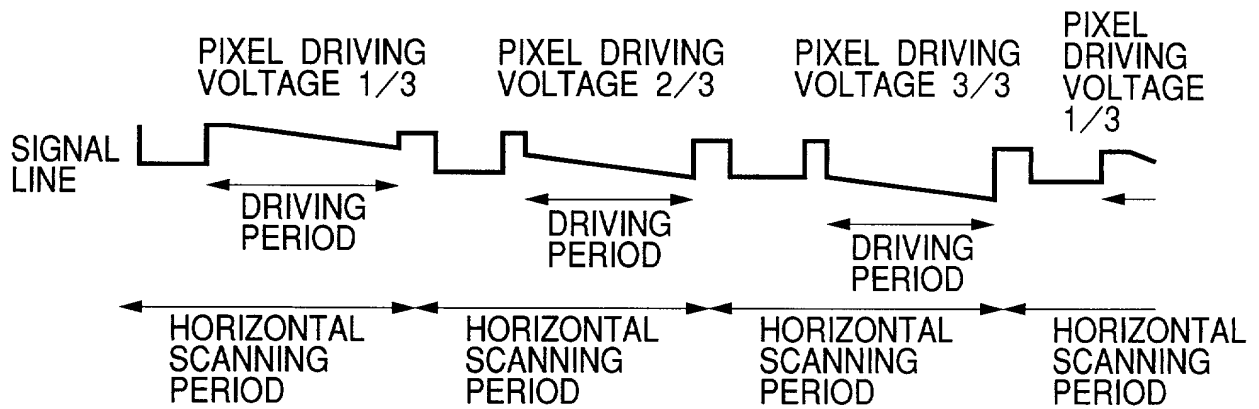 PIXEL DRIVING
VOLTAGE 1/3
PIXEL DRIVING
VOLTAGE 2/3
PIXEL DRIVING
VOLTAGE 3/3
PIXEL
DRIVING
VOLTAGE
1/3
SIGNAL
LINE
DRIVING
PERIOD
DRIVING
PERIOD
DRIVING
PERIOD
HORIZONTAL
SCANNING
PERIOD
HORIZONTAL
SCANNING
PERIOD
HORIZONTAL
SCANNING
PERIOD
HORIZONTAL
SCANNING
PERIOD